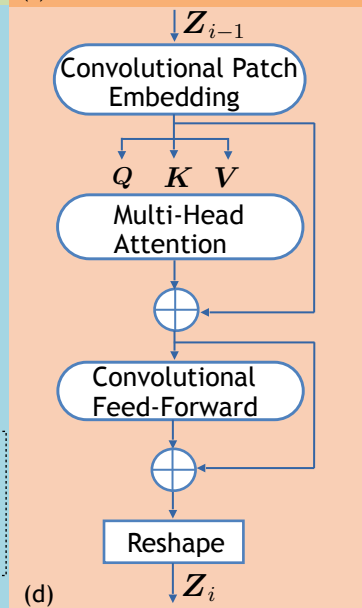 Z_{i-1}
Convolutional Patch
Embedding
Q K V
Multi-Head
Attention
Convolutional
Feed-Forward
Reshape
(d)
Z_i